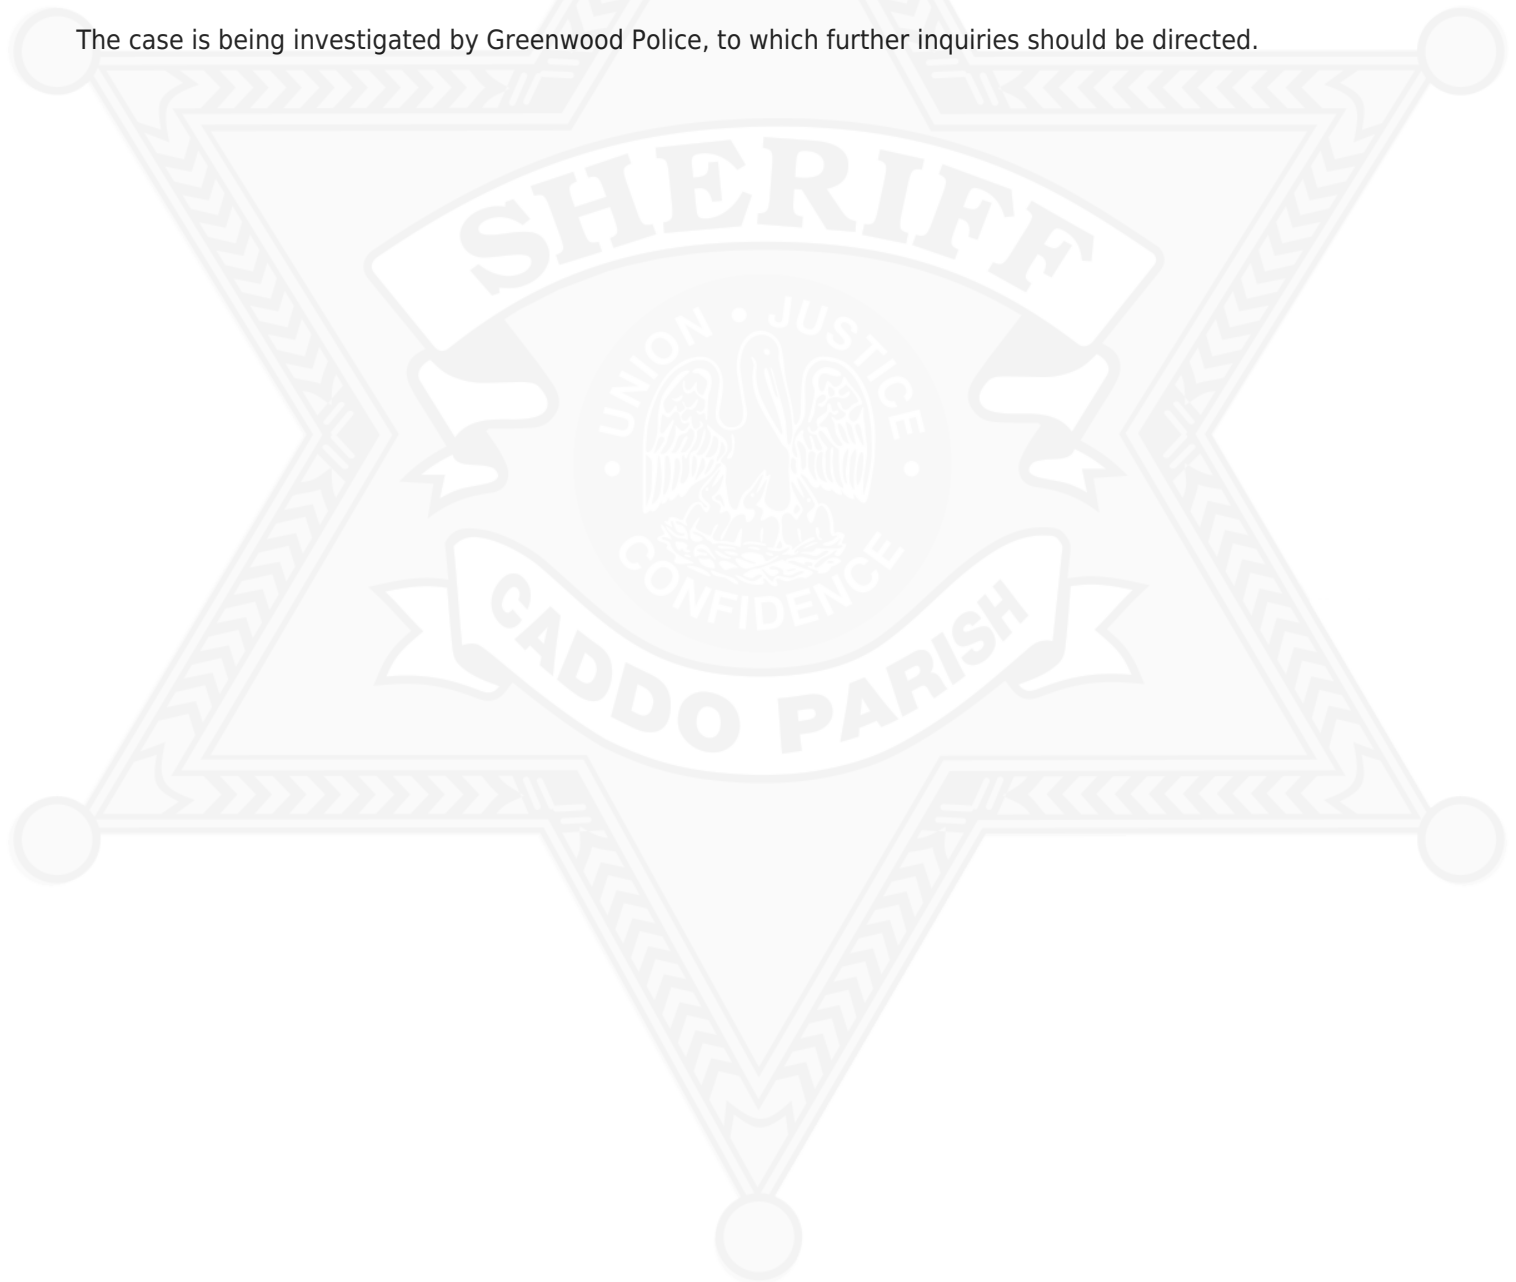 The case is being investigated by Greenwood Police, to which further inquiries should be directed.
SHERIFF
UNION • JUSTICE
• CONFIDENCE •
CADDO PARISH